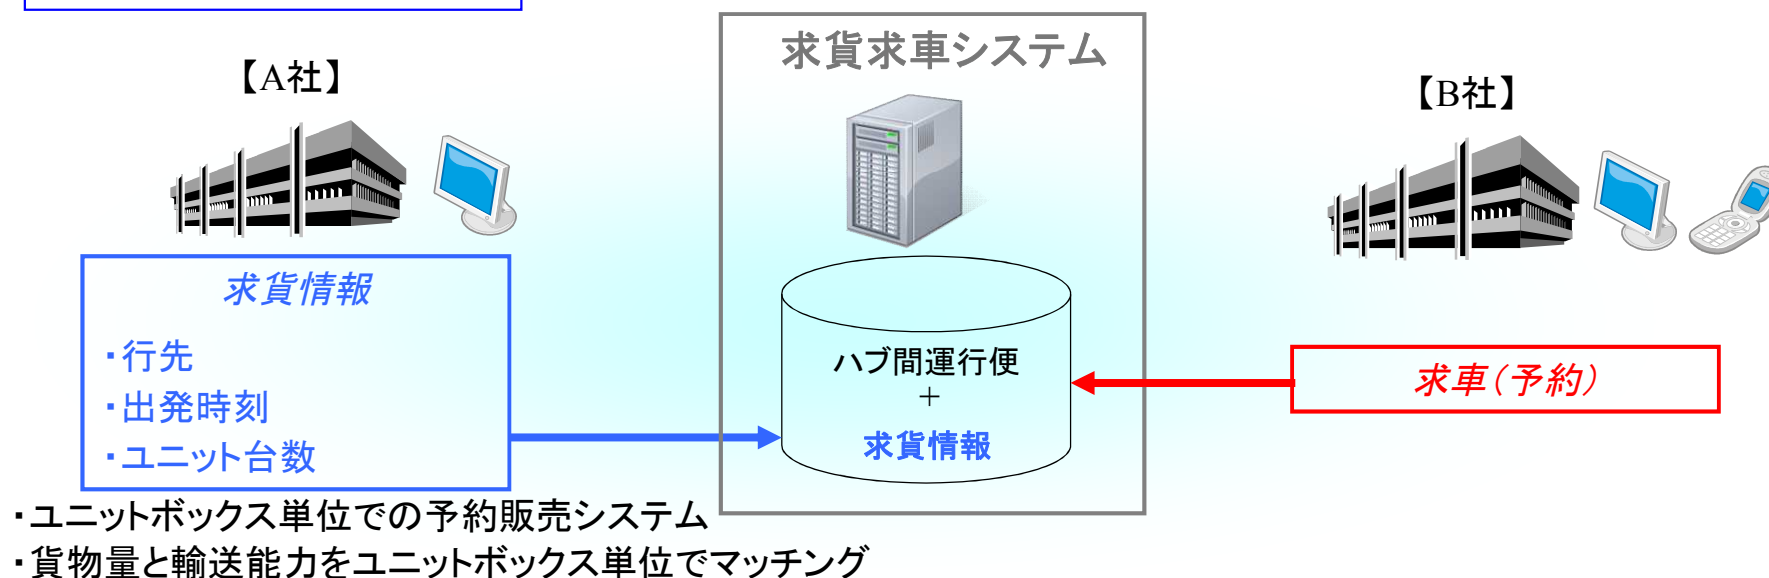 求貨求車システム
【A社】
【B社】
求貨情報
・行先
・出発時刻
・ユニット台数
ハブ間運行便
+
求貨情報
求車(予約)
・ユニットボックス単位での予約販売システム
・貨物量と輸送能力をユニットボックス単位でマッチング